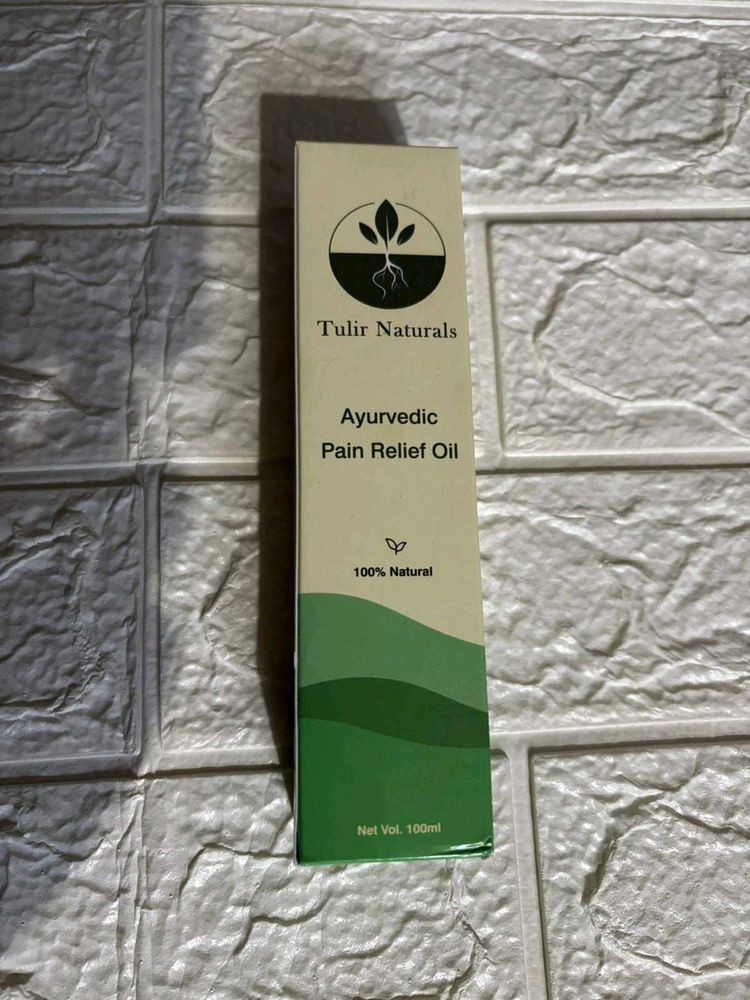 Tulir Naturals
Ayurvedic
Pain Relief Oil
100% Natural
Net Vol. 100ml